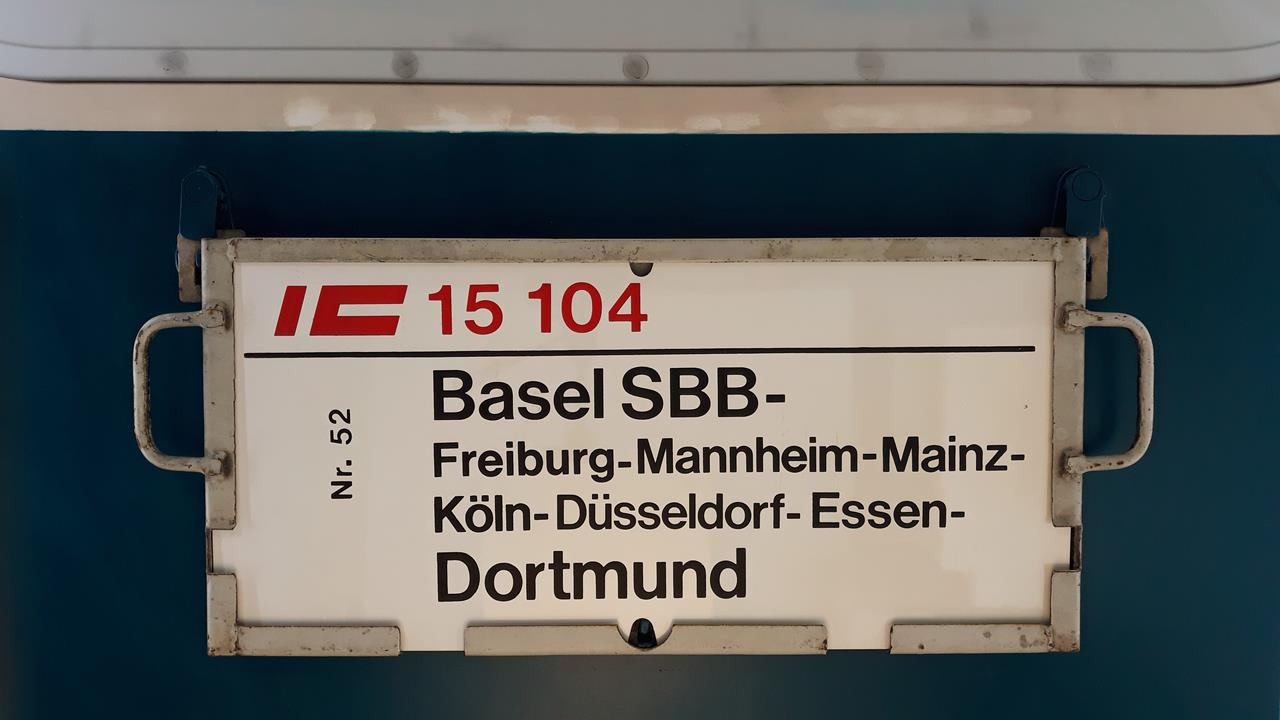 IC 15 104
Nr. 52
Basel SBB-
Freiburg-Mannheim-Mainz-
Köln-Düsseldorf-Essen-
Dortmund